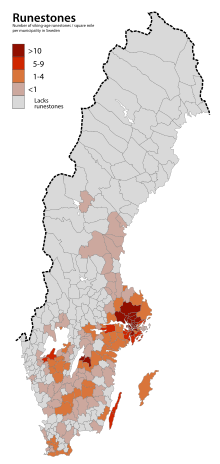 Runestones
Number of viking-age runestones / square mile
per municipality in Sweden
>10
5-9
1-4
<1
Lacks
runestones